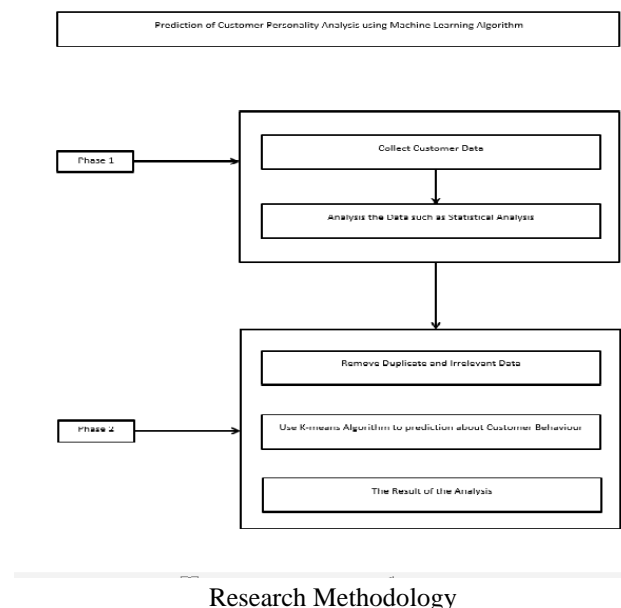 Prediction of Customer Personality Analysis using Machine Learning Algorithm
Phase 1
Collect Customer Data
Analysis the Data such as Statistical Analysis
Remove Duplicate and Irrelevant Data
Phase 2
Use K-means Algorithm to prediction about Customer Behaviour
The Result of the Analysis
Research Methodology